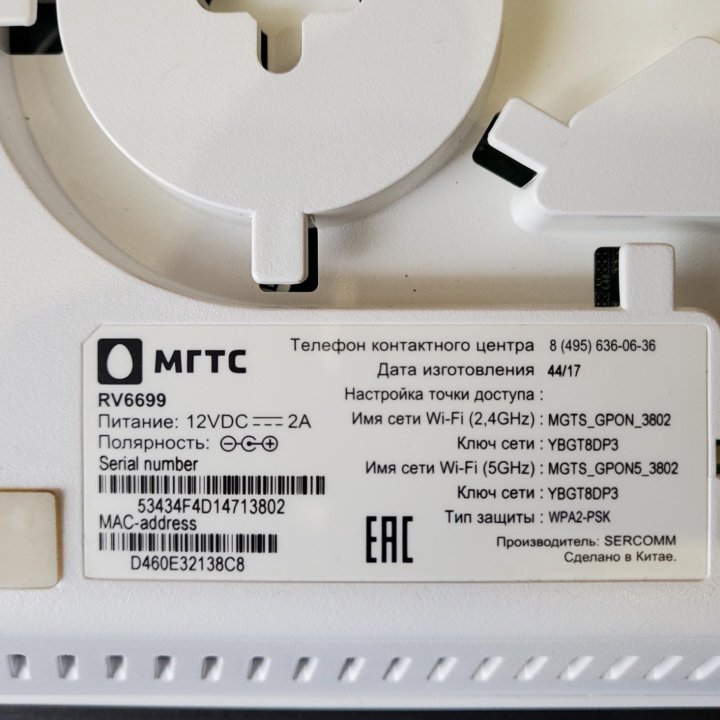 МГТС
RV6699
Питание: 12VDC 2A
Полярность:
Serial number
53434F4D14713802
MAC-address
D460E32138C8
EAC
Телефон контактного центра 8 (495) 636-06-36
Дата изготовления 44/17
Настройка точки доступа :
Имя сети Wi-Fi (2,4GHz) : MGTS_GPON_3802
Ключ сети : YBGT8DP3
Имя сети Wi-Fi (5GHz) : MGTS_GPON5_3802
Ключ сети : YBGT8DP3
Тип защиты : WPA2-PSK
Производитель: SERCOMM
Сделано в Китае.